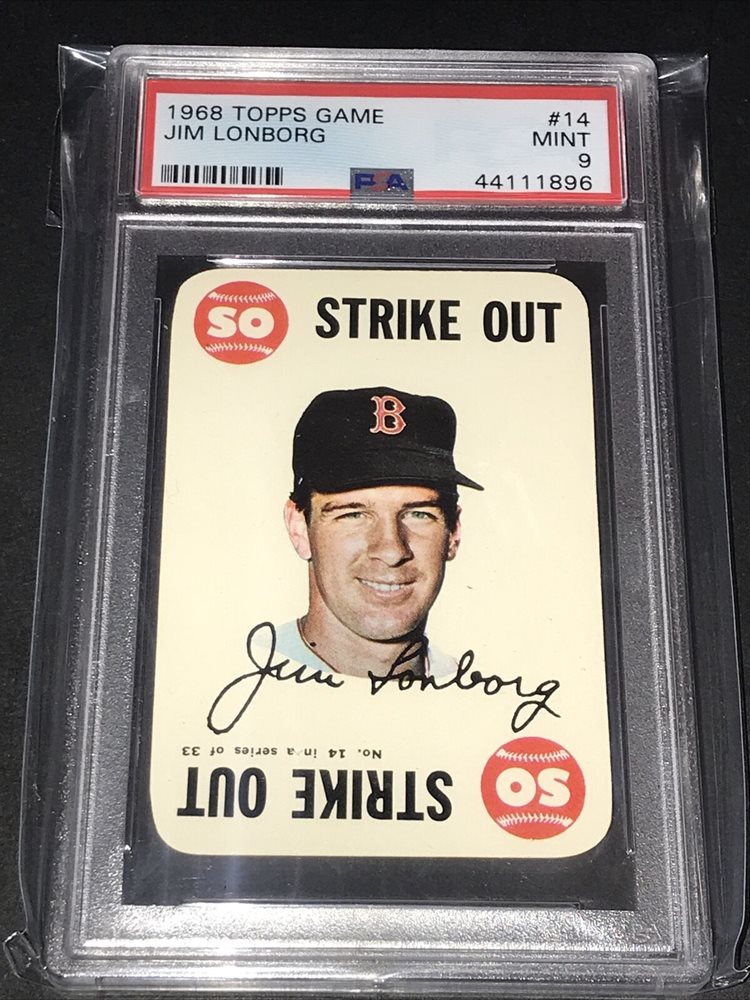 1968 TOPPS GAME #14
JIM LONBORG MINT
9
PSA 44111896
SO STRIKE OUT
B
Jim Lonborg
No. 14 in a series of 33
STRIKE OUT SO